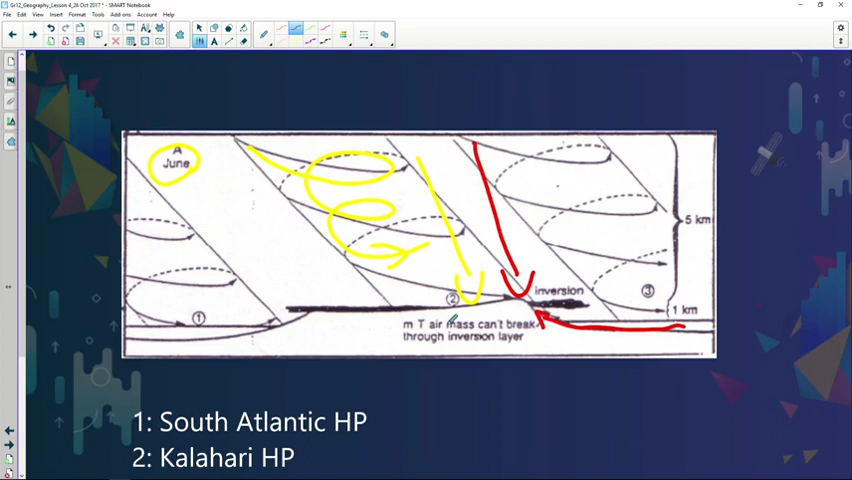 Gr12_Geography_Lesson 4_26 Oct 2017 * - SMART Notebook
File Edit View Insert Format Tools Add-ons Account Help
A
June
5 km
inversion
②
③
①
1 km
m T air mass can't break
through inversion layer
1: South Atlantic HP
2: Kalahari HP